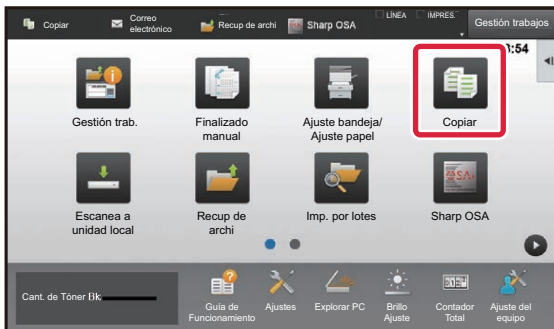 Copiar
Correo
electrónico
Recup de archi
Sharp OSA
LÍNEA
IMPRES.
Gestión trabajos
:54
Gestión trab.
Finalizado
manual
Ajuste bandeja/
Ajuste papel
Copiar
Escanea a
unidad local
Recup de
archi
Imp. por lotes
Sharp OSA
Cant. de Tóner Bk
Guía de
Funcionamiento
Ajustes
Explorar PC
Brillo
Ajuste
Contador
Total
Ajuste del
equipo